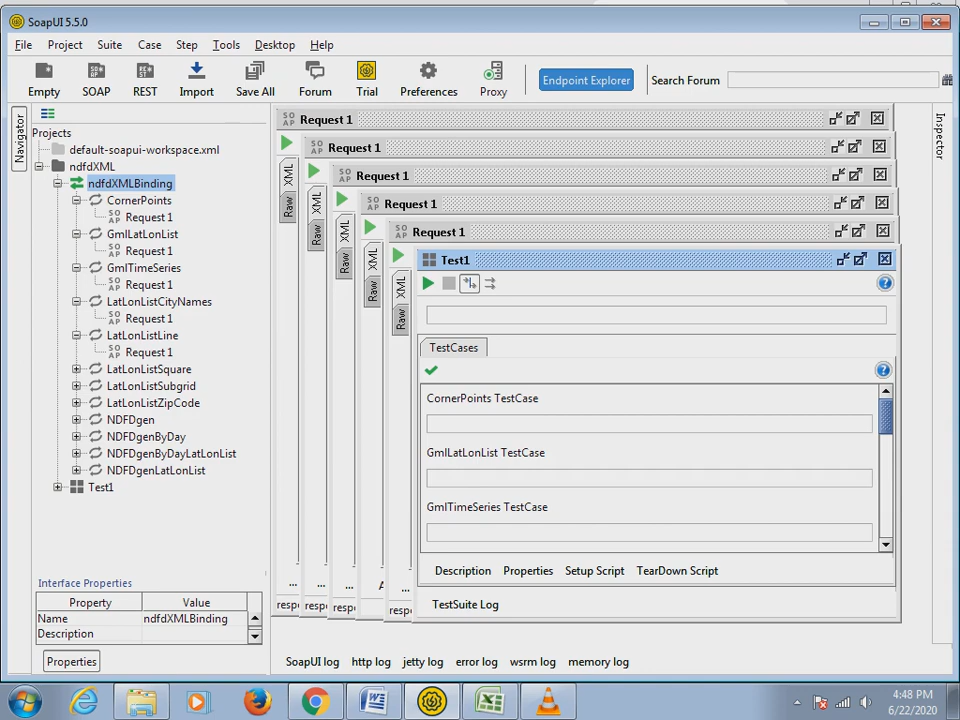 SoapUI 5.5.0
File Project Suite Case Step Tools Desktop Help
Empty SOAP REST Import Save All Forum Trial Preferences Proxy Endpoint Explorer Search Forum
Navigator
Inspector
Projects
default-soapui-workspace.xml
ndfdXML
ndfdXMLBinding
CornerPoints
Request 1
GmlLatLonList
Request 1
GmlTimeSeries
Request 1
LatLonListCityNames
Request 1
LatLonListLine
Request 1
LatLonListSquare
LatLonListSubgrid
LatLonListZipCode
NDFDgen
NDFDgenByDay
NDFDgenByDayLatLonList
NDFDgenLatLonList
Test1
Interface Properties
Property Value
Name ndfdXMLBinding
Description
Properties
Request 1
XML
Raw
Request 1
XML
Raw
Request 1
XML
Raw
Request 1
XML
Raw
Request 1
XML
Raw
Test1
TestCases
CornerPoints TestCase
GmlLatLonList TestCase
GmlTimeSeries TestCase
Description Properties Setup Script TearDown Script
TestSuite Log
... ... ... A ...
respo respo respo respo
SoapUI log http log jetty log error log wsrm log memory log
4:48 PM
6/22/2020